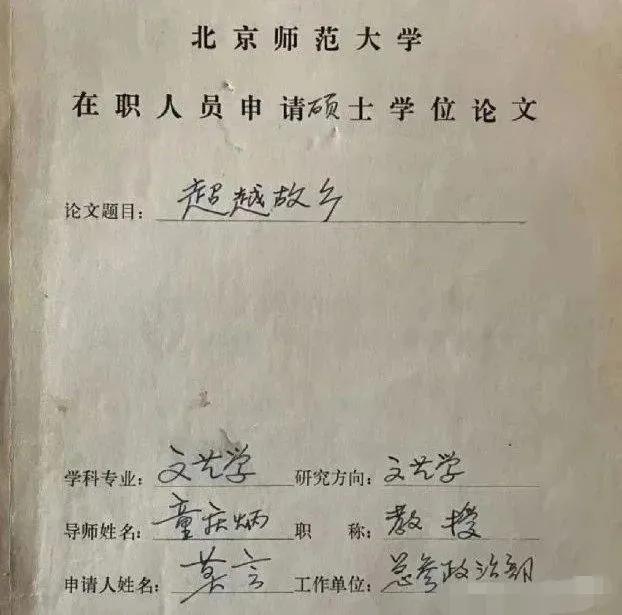 北京师范大学
在职人员申请硕士学位论文
论文题目：超越故乡
学科专业：文艺学 研究方向：文艺学
导师姓名：童庆炳 职 称：教授
申请人姓名：莫言 工作单位：总参政治部